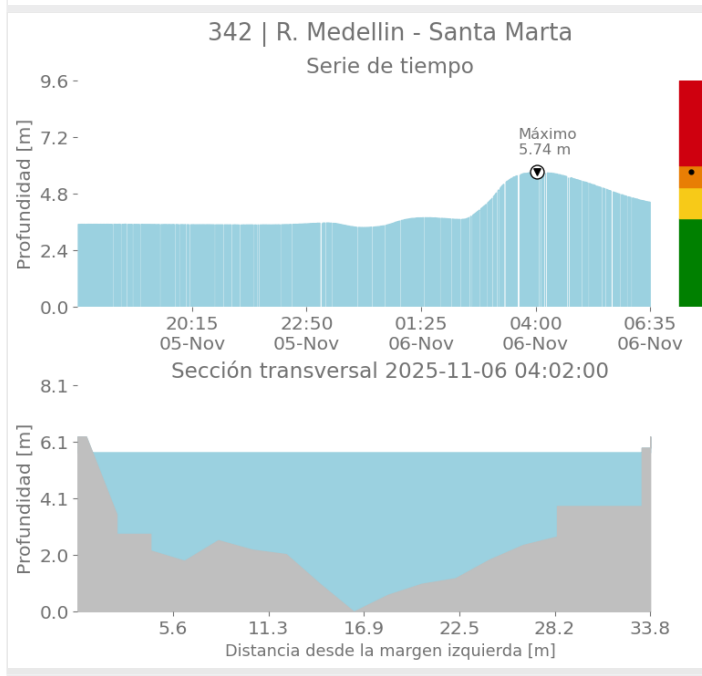 342 | R. Medellin - Santa Marta
Serie de tiempo
9.6
7.2
4.8
2.4
0.0
Profundidad [m]
Máximo
5.74 m
20:15 22:50 01:25 04:00 06:35
05-Nov 05-Nov 06-Nov 06-Nov 06-Nov
Sección transversal 2025-11-06 04:02:00
8.1
6.1
4.1
2.0
0.0
Profundidad [m]
5.6 11.3 16.9 22.5 28.2 33.8
Distancia desde la margen izquierda [m]